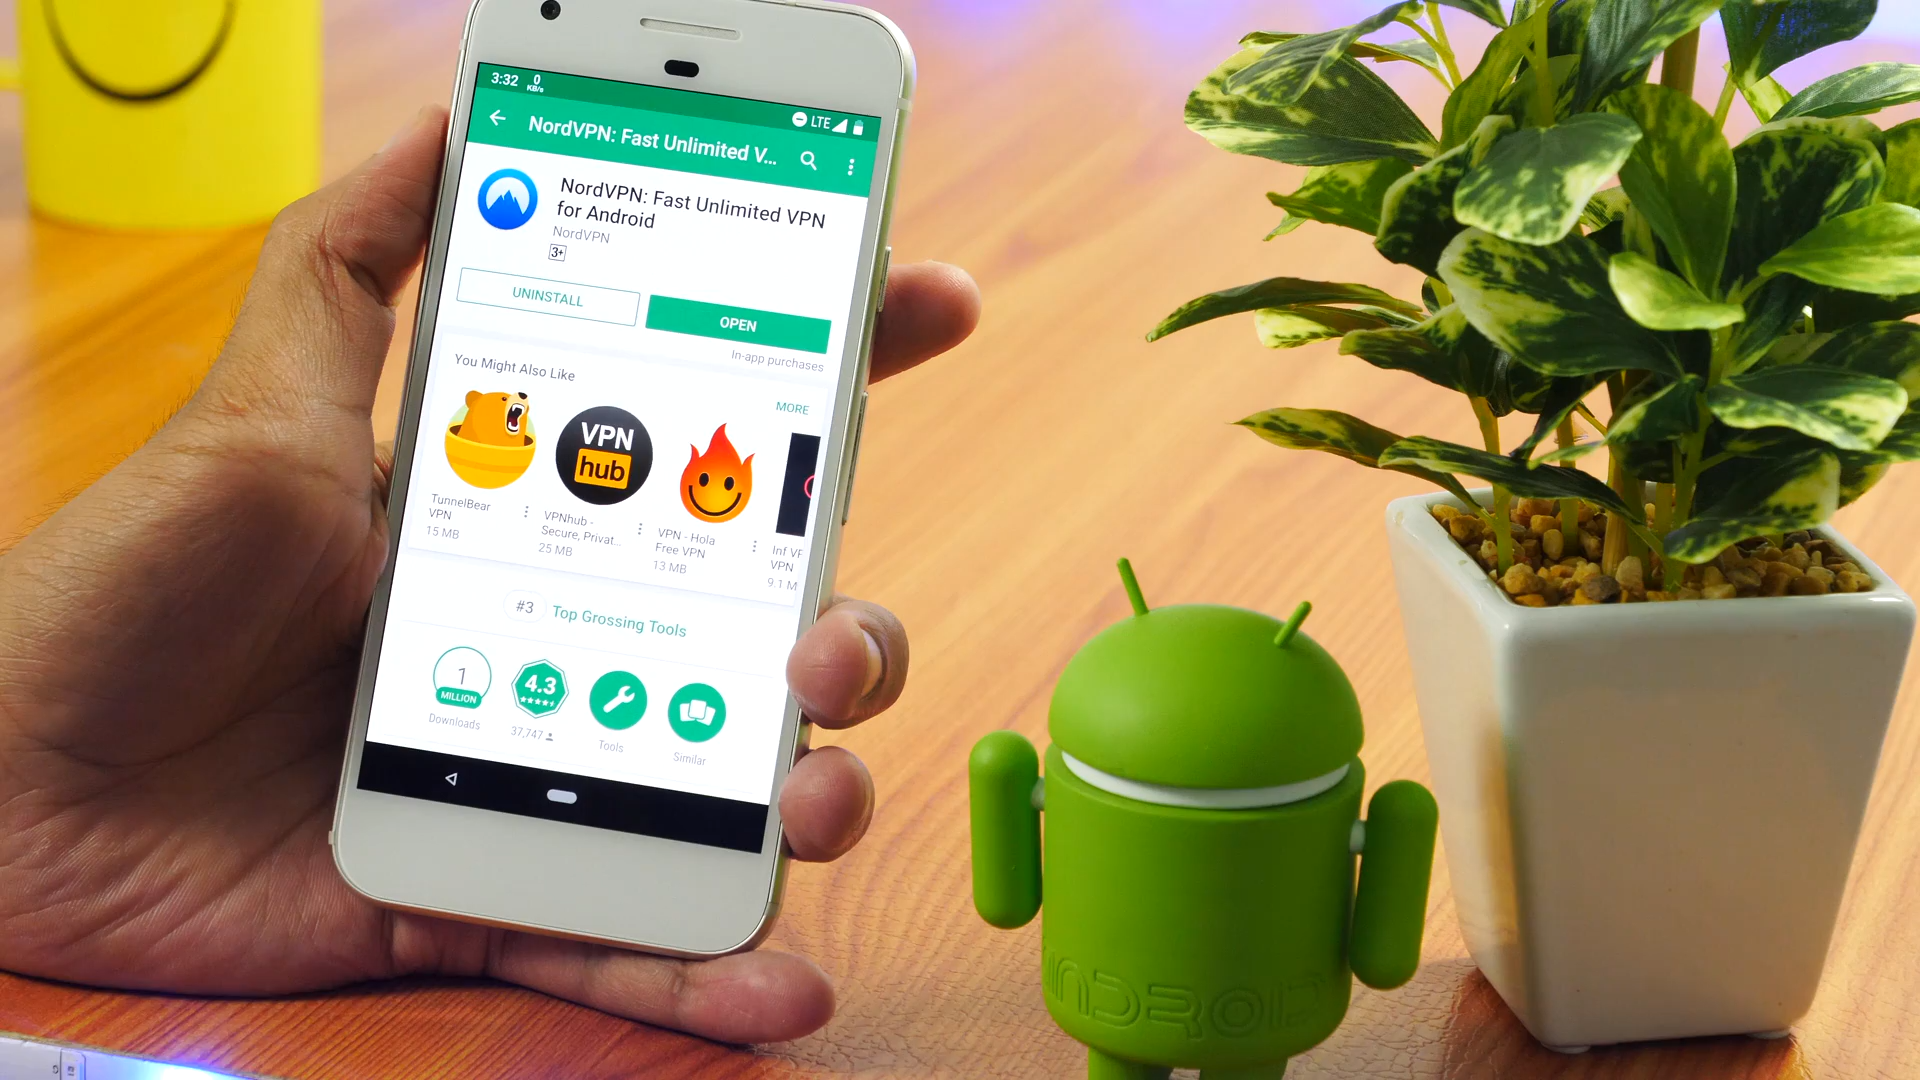 3:32
0
KB/s
LTE
NordVPN: Fast Unlimited V...
NordVPN: Fast Unlimited VPN
for Android
NordVPN
3+
UNINSTALL
OPEN
In-app purchases
You Might Also Like
MORE
VPN
hub
TunnelBear
VPN
15 MB
VPNhub -
Secure, Privat...
25 MB
VPN - Hola
Free VPN
13 MB
Inf VF
VPN
9.1 M
#3
Top Grossing Tools
1
MILLION
Downloads
4.3
37,747
Tools
Similar
ANDROID